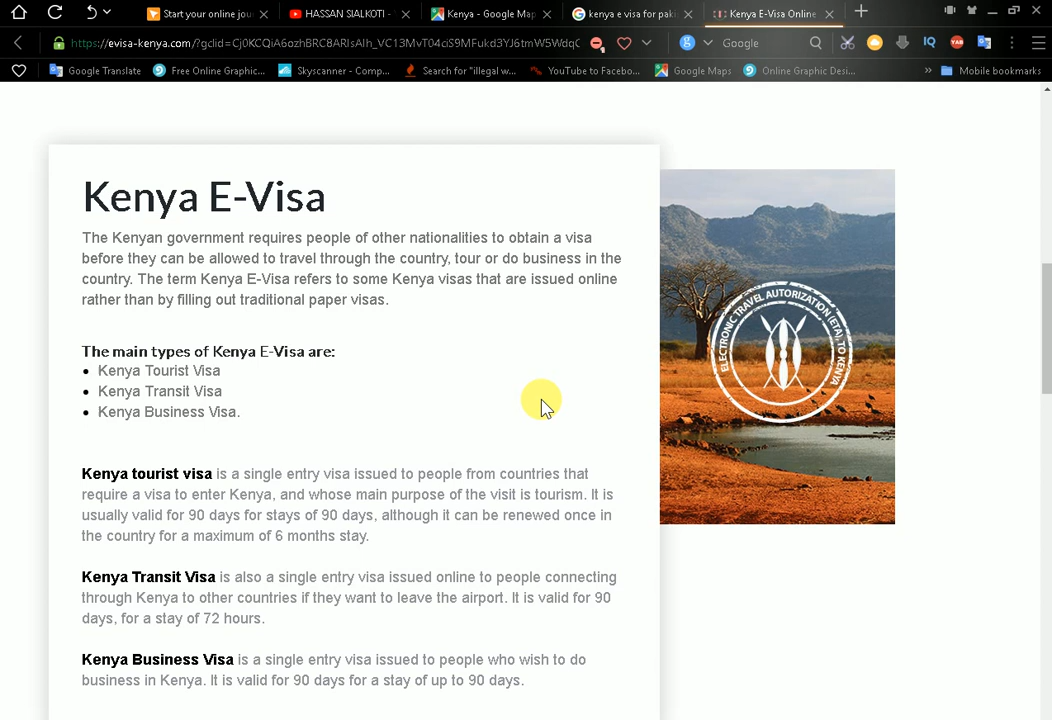 Start your online jou
HASSAN SIALKOTI -
Kenya - Google Map
kenya e visa for paki
Kenya E-Visa Online
https://evisa-kenya.com/?gclid=Cj0KCQiA6ozhBRC8ARIsAIh_VC13MvT04ciS9MFukd3YJ6tmW5WdqC
Google
IQ
YAB
Google Translate
Free Online Graphic...
Skyscanner - Comp...
Search for "illegal w...
YouTube to Facebo...
Google Maps
Online Graphic Desi...
»
Mobile bookmarks
Kenya E-Visa
The Kenyan government requires people of other nationalities to obtain a visa
before they can be allowed to travel through the country, tour or do business in the
country. The term Kenya E-Visa refers to some Kenya visas that are issued online
rather than by filling out traditional paper visas.
The main types of Kenya E-Visa are:
• Kenya Tourist Visa
• Kenya Transit Visa
• Kenya Business Visa.
Kenya tourist visa is a single entry visa issued to people from countries that
require a visa to enter Kenya, and whose main purpose of the visit is tourism. It is
usually valid for 90 days for stays of 90 days, although it can be renewed once in
the country for a maximum of 6 months stay.
Kenya Transit Visa is also a single entry visa issued online to people connecting
through Kenya to other countries if they want to leave the airport. It is valid for 90
days, for a stay of 72 hours.
Kenya Business Visa is a single entry visa issued to people who wish to do
business in Kenya. It is valid for 90 days for a stay of up to 90 days.
ELECTRONIC TRAVEL AUTORIZATION (ETA) TO KENYA